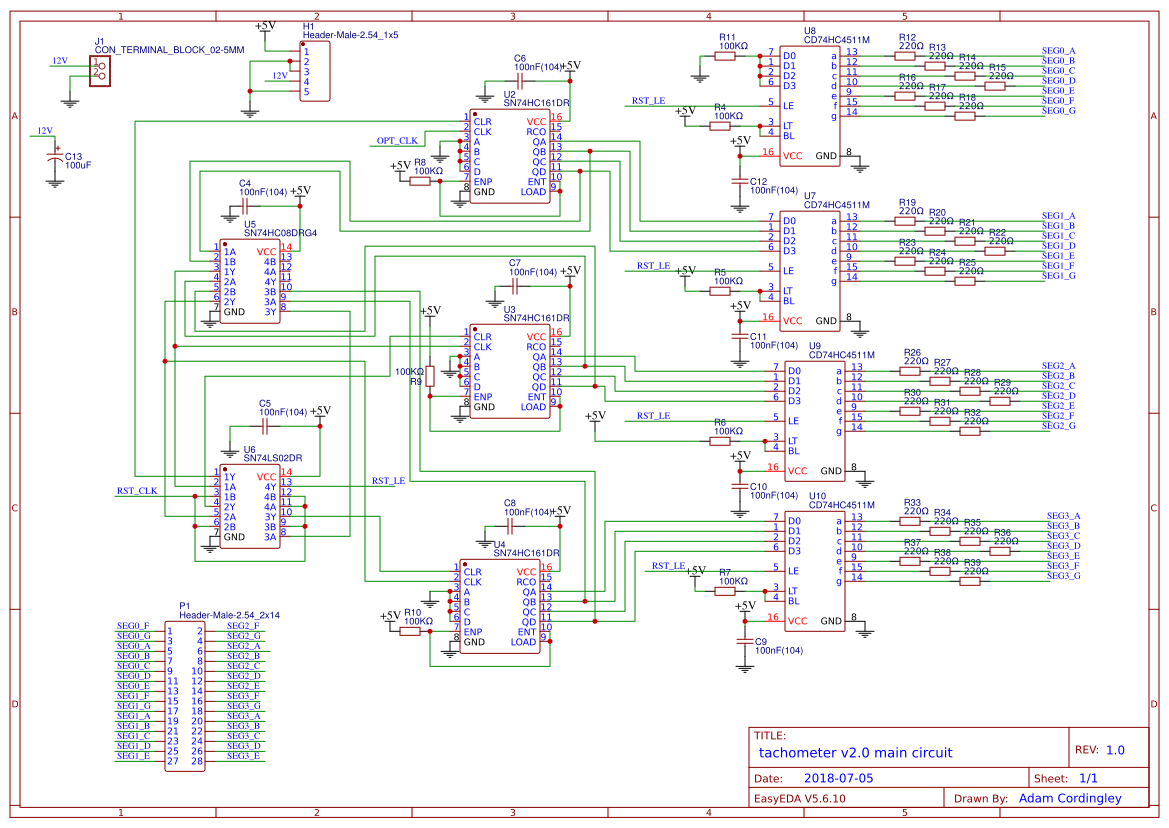 1 2 3 4 5
A
B
C
D
J1
CON_TERMINAL_BLOCK_02-5MM
12V
1
2
+5V
H1
Header-Male-2.54_1x5
1
2
3
4
5
12V
12V
C13
100uF
C4
100nF(104)
+5V
U5
SN74HC08DRG4
1 1A VCC 14
2 1B 4B 13
3 1Y 4A 12
4 2A 4Y 11
5 2B 3B 10
6 2Y 3A 9
7 GND 3Y 8
C5
100nF(104)
+5V
U6
SN74LS02DR
RST_CLK
RST_LE
1 1Y VCC 14
2 1A 4Y 13
3 1B 4B 12
4 2Y 4A 11
5 2A 3Y 10
6 2B 3B 9
7 GND 3A 8
C6
100nF(104)
+5V
U2
SN74HC161DR
OPT_CLK
+5V
R8
100KΩ
1 CLR VCC 16
2 CLK RCO 15
3 A QA 14
4 B QB 13
5 C QC 12
6 D QD 11
7 ENP ENT 10
8 GND LOAD 9
C7
100nF(104)
+5V
+5V
U3
SN74HC161DR
100KΩ
R9
1 CLR VCC 16
2 CLK RCO 15
3 A QA 14
4 B QB 13
5 C QC 12
6 D QD 11
7 ENP ENT 10
8 GND LOAD 9
C8
100nF(104)
+5V
U4
SN74HC161DR
+5V
R10
100KΩ
1 CLR VCC 16
2 CLK RCO 15
3 A QA 14
4 B QB 13
5 C QC 12
6 D QD 11
7 ENP ENT 10
8 GND LOAD 9
U8
CD74HC4511M
R11
100KΩ
RST_LE
+5V
R4
100KΩ
+5V
C12
100nF(104)
7 D0 a 13
1 D1 b 12
2 D2 c 11
6 D3 d 10
e 9
5 LE f 15
g 14
3 LT
4 BL
16 VCC GND 8
R12
220Ω
R13
220Ω
R14
220Ω
R15
220Ω
R16
220Ω
R17
220Ω
R18
220Ω
SEG0_A
SEG0_B
SEG0_C
SEG0_D
SEG0_E
SEG0_F
SEG0_G
U7
CD74HC4511M
RST_LE
+5V
R5
100KΩ
+5V
C11
100nF(104)
7 D0 a 13
1 D1 b 12
2 D2 c 11
6 D3 d 10
e 9
5 LE f 15
g 14
3 LT
4 BL
16 VCC GND 8
R19
220Ω
R20
220Ω
R21
220Ω
R22
220Ω
R23
220Ω
R24
220Ω
R25
220Ω
SEG1_A
SEG1_B
SEG1_C
SEG1_D
SEG1_E
SEG1_F
SEG1_G
U9
CD74HC4511M
RST_LE
+5V
R6
100KΩ
+5V
C10
100nF(104)
7 D0 a 13
1 D1 b 12
2 D2 c 11
6 D3 d 10
e 9
5 LE f 15
g 14
3 LT
4 BL
16 VCC GND 8
R26
220Ω
R27
220Ω
R28
220Ω
R29
220Ω
R30
220Ω
R31
220Ω
R32
220Ω
SEG2_A
SEG2_B
SEG2_C
SEG2_D
SEG2_E
SEG2_F
SEG2_G
U10
CD74HC4511M
RST_LE
+5V
R7
100KΩ
+5V
C9
100nF(104)
7 D0 a 13
1 D1 b 12
2 D2 c 11
6 D3 d 10
e 9
5 LE f 15
g 14
3 LT
4 BL
16 VCC GND 8
R33
220Ω
R34
220Ω
R35
220Ω
R36
220Ω
R37
220Ω
R38
220Ω
R39
220Ω
SEG3_A
SEG3_B
SEG3_C
SEG3_D
SEG3_E
SEG3_F
SEG3_G
P1
Header-Male-2.54_2x14
SEG0_F 1 2 SEG2_F
SEG0_G 3 4 SEG2_G
SEG0_A 5 6 SEG2_A
SEG0_B 7 8 SEG2_B
SEG0_C 9 10 SEG2_C
SEG0_D 11 12 SEG2_D
SEG0_E 13 14 SEG2_E
SEG1_F 15 16 SEG3_F
SEG1_G 17 18 SEG3_G
SEG1_A 19 20 SEG3_A
SEG1_B 21 22 SEG3_B
SEG1_C 23 24 SEG3_C
SEG1_D 25 26 SEG3_D
SEG1_E 27 28 SEG3_E
TITLE:
tachometer v2.0 main circuit
REV: 1.0
Date: 2018-07-05
Sheet: 1/1
EasyEDA V5.6.10
Drawn By: Adam Cordingley
A
B
C
D
1 2 3 4 5